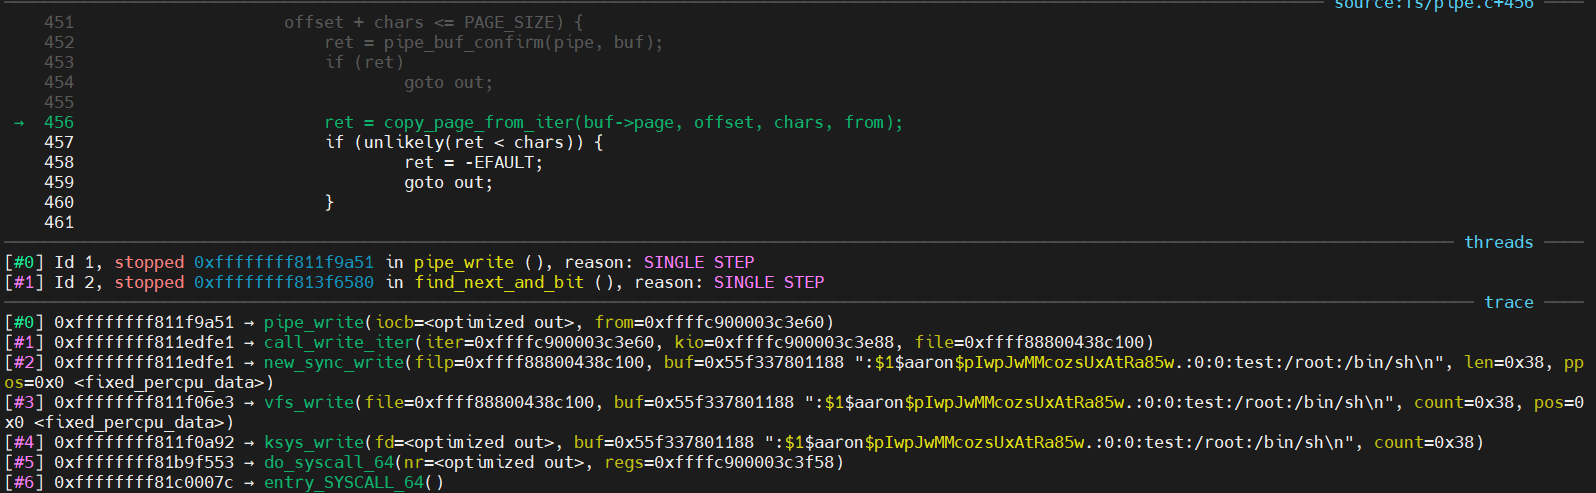 source:fs/pipe.c+456
451 offset + chars <= PAGE_SIZE) {
452 ret = pipe_buf_confirm(pipe, buf);
453 if (ret)
454 goto out;
455
→ 456 ret = copy_page_from_iter(buf->page, offset, chars, from);
457 if (unlikely(ret < chars)) {
458 ret = -EFAULT;
459 goto out;
460 }
461
threads
[#0] Id 1, stopped 0xffffffff811f9a51 in pipe_write (), reason: SINGLE STEP
[#1] Id 2, stopped 0xffffffff813f6580 in find_next_and_bit (), reason: SINGLE STEP
trace
[#0] 0xffffffff811f9a51 → pipe_write(iocb=<optimized out>, from=0xffffc900003c3e60)
[#1] 0xffffffff811edfe1 → call_write_iter(iter=0xffffc900003c3e60, kio=0xffffc900003c3e88, file=0xffff88800438c100)
[#2] 0xffffffff811edfe1 → new_sync_write(filp=0xffff88800438c100, buf=0x55f337801188 ":$1$aaron$pIwpJwMMcozsUxAtRa85w.:0:0:test:/root:/bin/sh\n", len=0x38, pp
os=0x0 <fixed_percpu_data>)
[#3] 0xffffffff811f06e3 → vfs_write(file=0xffff88800438c100, buf=0x55f337801188 ":$1$aaron$pIwpJwMMcozsUxAtRa85w.:0:0:test:/root:/bin/sh\n", count=0x38, pos=0
x0 <fixed_percpu_data>)
[#4] 0xffffffff811f0a92 → ksys_write(fd=<optimized out>, buf=0x55f337801188 ":$1$aaron$pIwpJwMMcozsUxAtRa85w.:0:0:test:/root:/bin/sh\n", count=0x38)
[#5] 0xffffffff81b9f553 → do_syscall_64(nr=<optimized out>, regs=0xffffc900003c3f58)
[#6] 0xffffffff81c0007c → entry_SYSCALL_64()